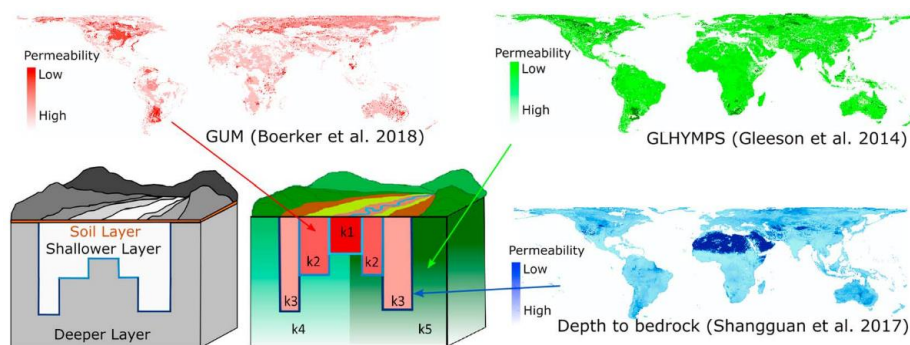 Permeability
Low
High
GUM (Boerker et al. 2018)
Permeability
Low
High
GLHYMPS (Gleeson et al. 2014)
Soil Layer
Shallower Layer
Deeper Layer
k1
k2
k2
k3
k3
k4
k5
Permeability
Low
High
Depth to bedrock (Shangguan et al. 2017)